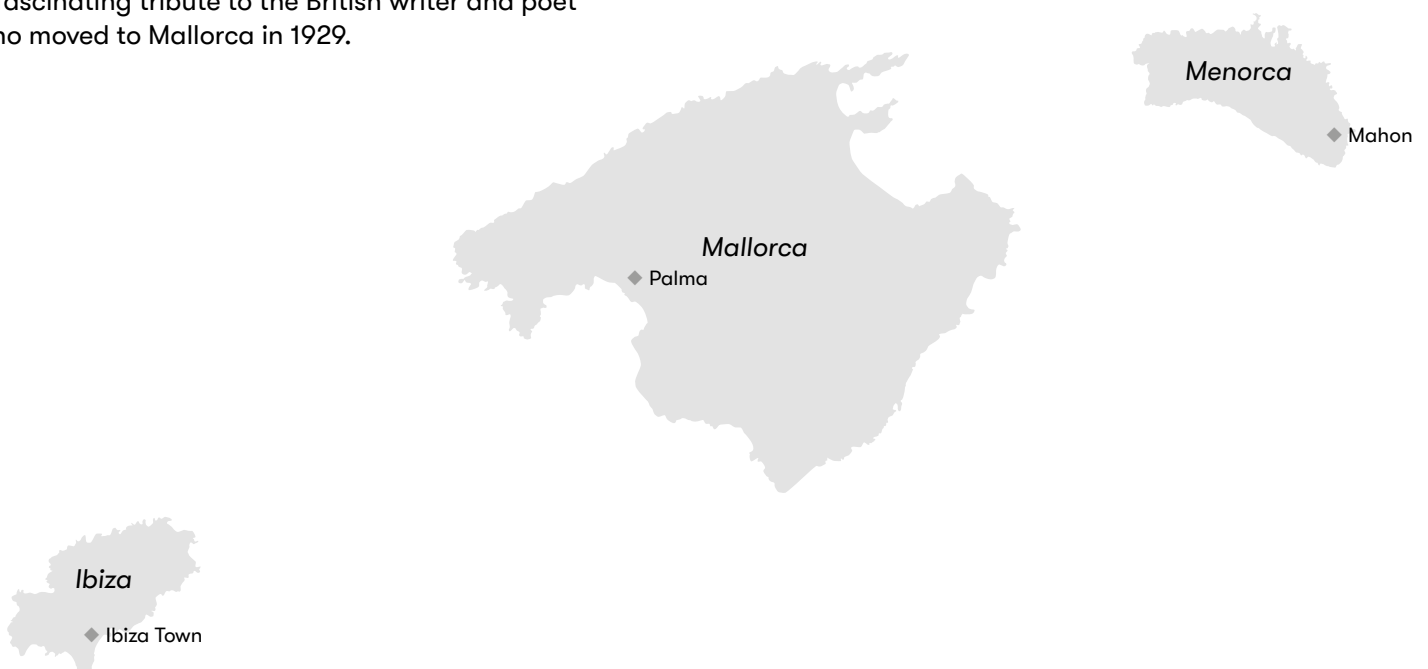 fascinating tribute to the British writer and poet
moved to Mallorca in 1929.
Menorca
Mahon
Mallorca
Palma
Ibiza
Ibiza Town